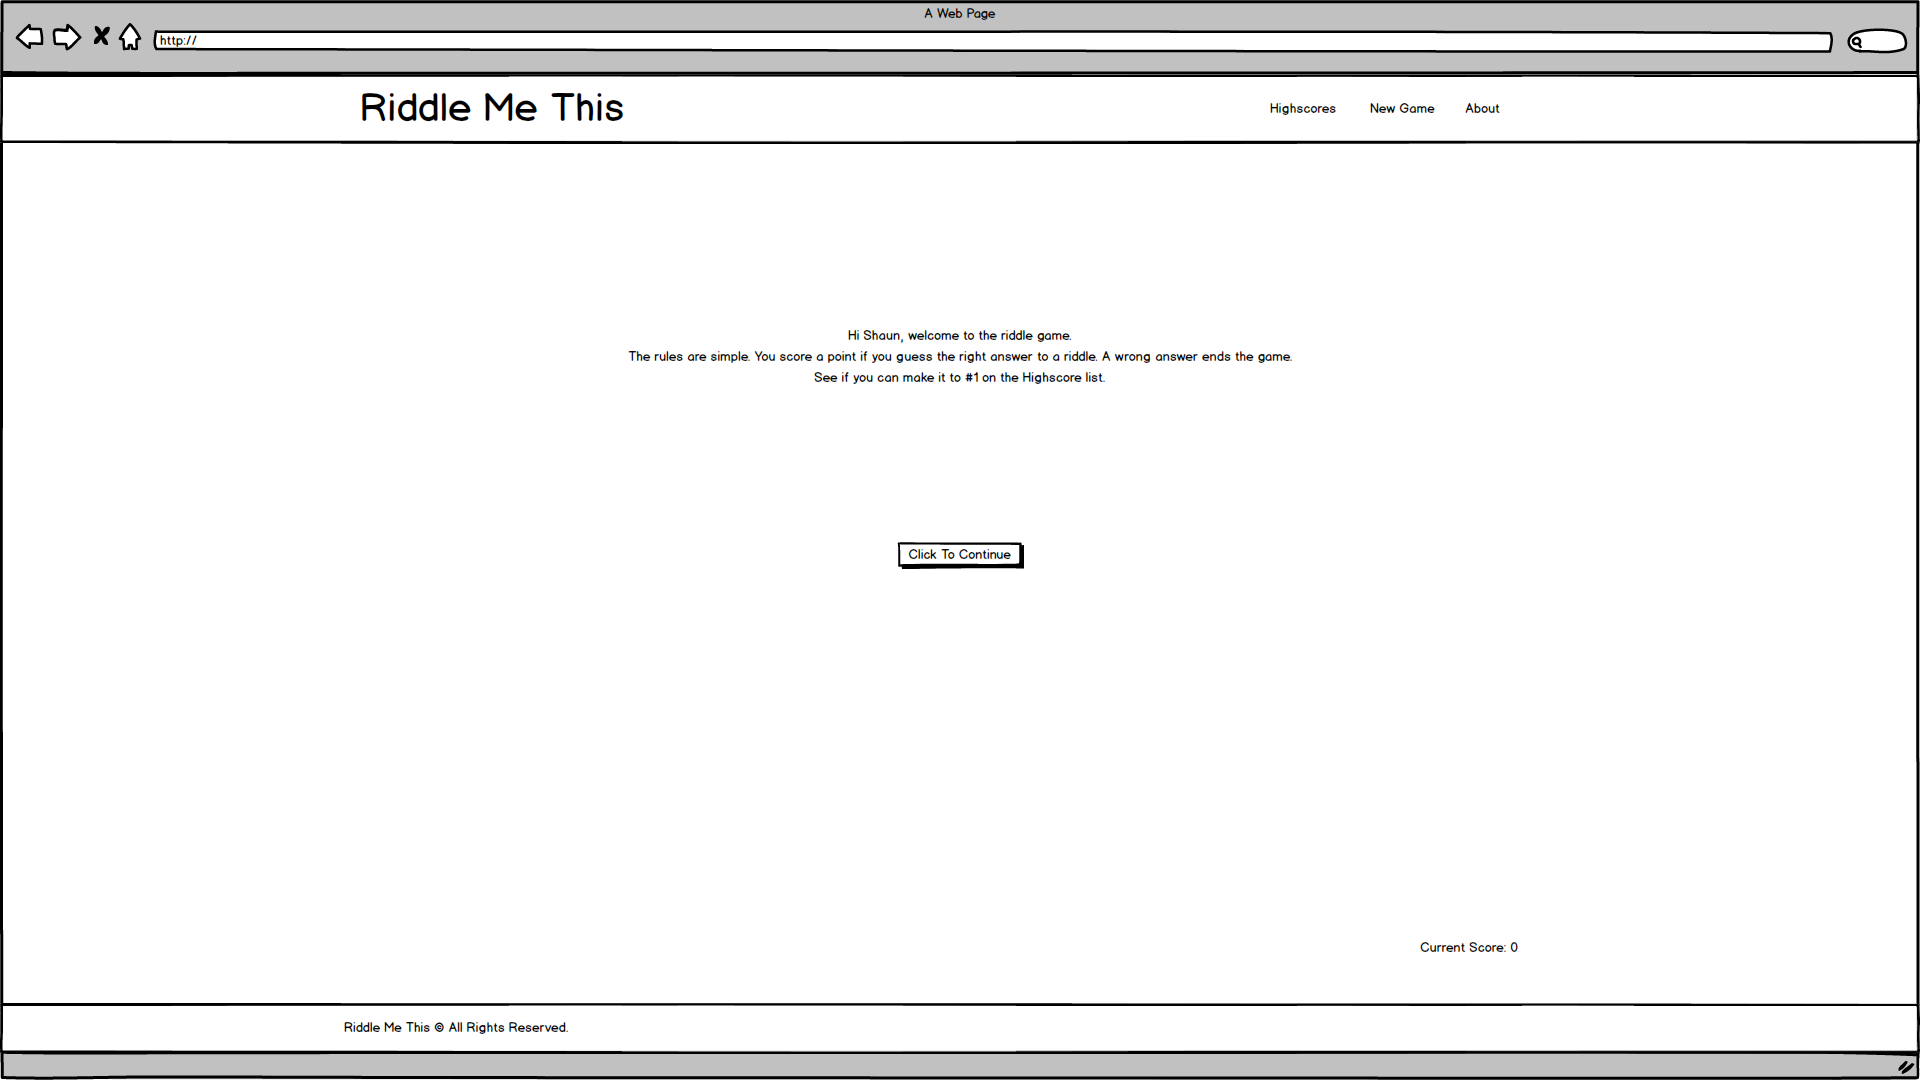 A Web Page
http://
Riddle Me This
Highscores New Game About
Hi Shaun, welcome to the riddle game.
The rules are simple. You score a point if you guess the right answer to a riddle. A wrong answer ends the game.
See if you can make it to #1 on the Highscore list.
Click To Continue
Current Score: 0
Riddle Me This © All Rights Reserved.